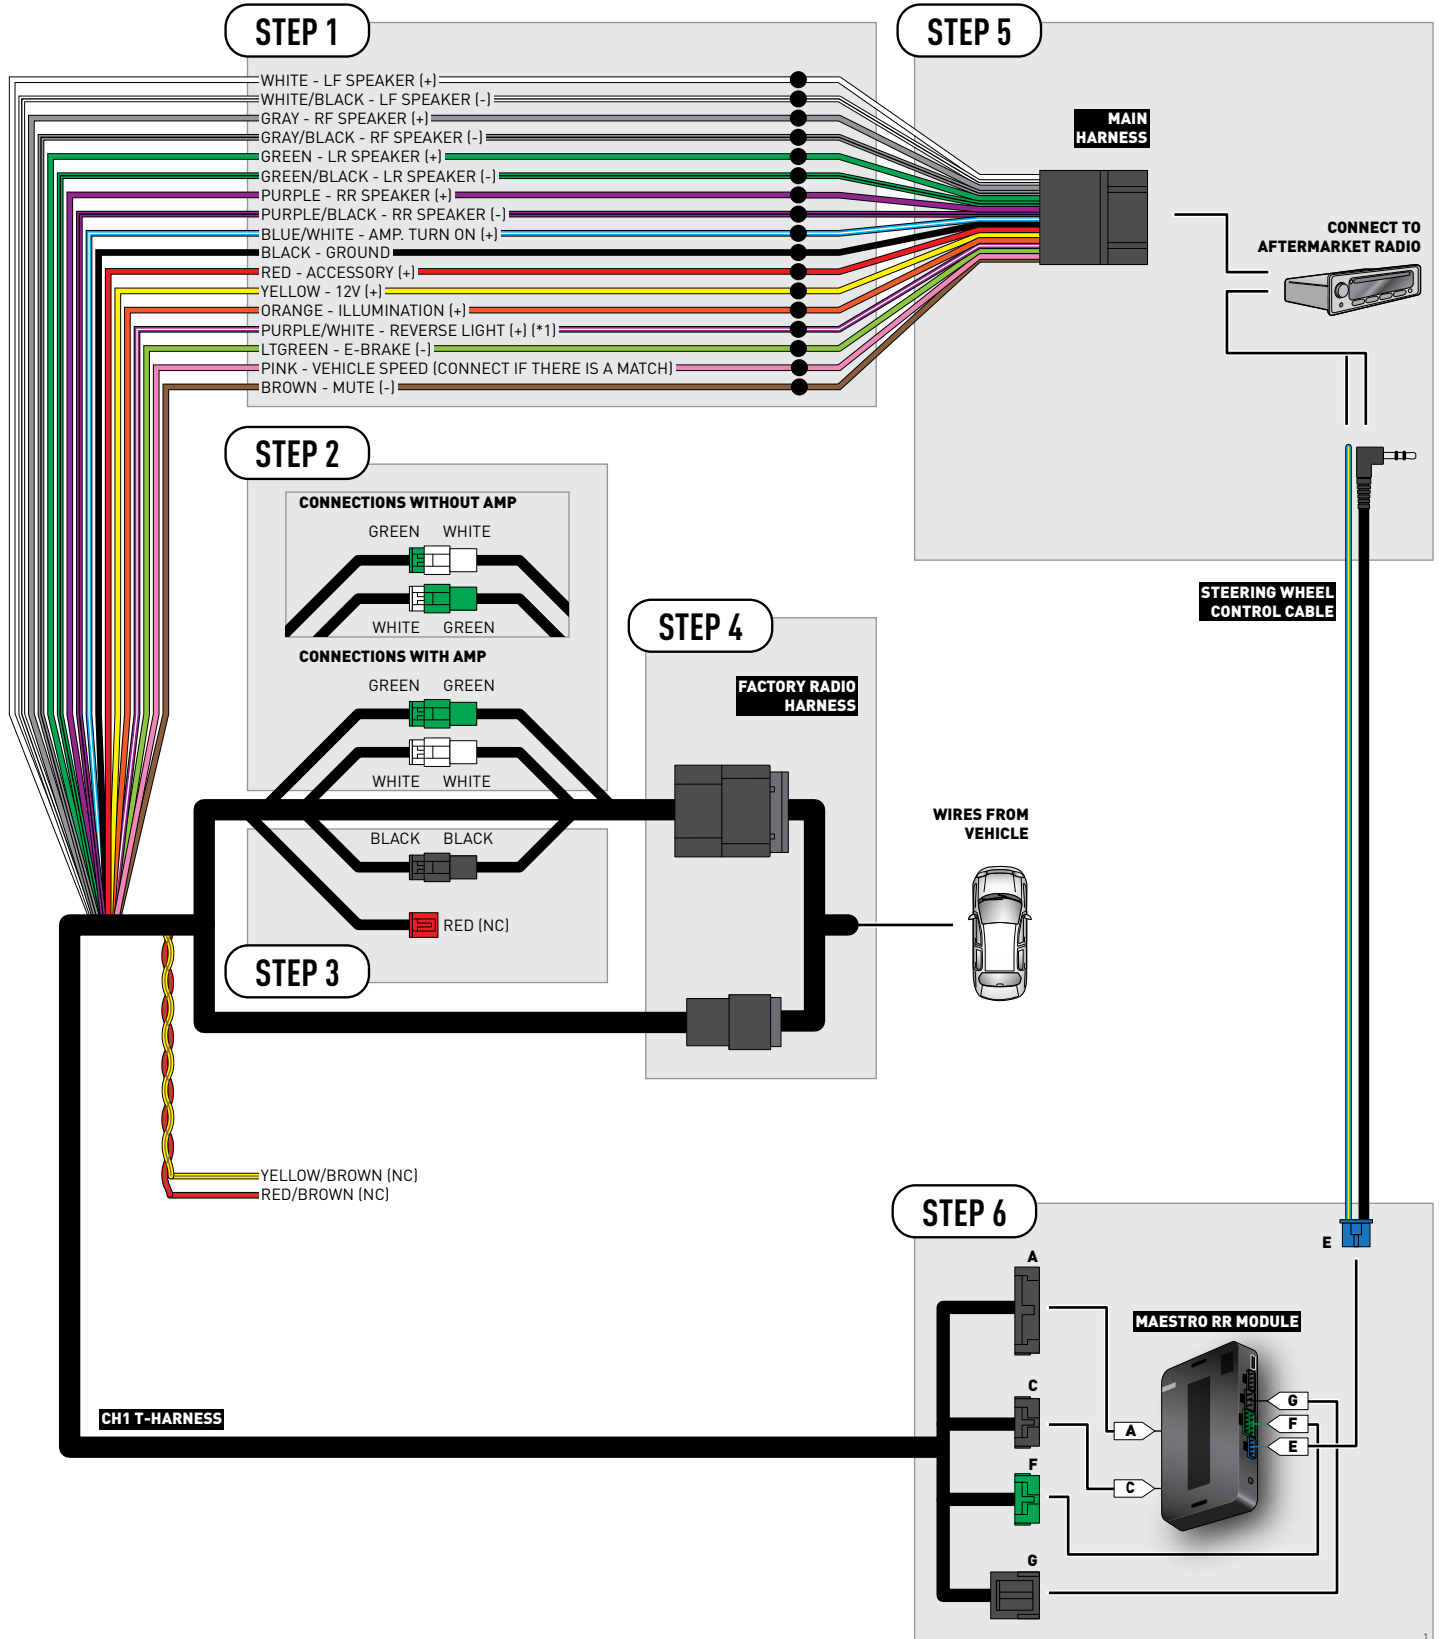 STEP 1
WHITE - LF SPEAKER (+)
WHITE/BLACK - LF SPEAKER (-)
GRAY - RF SPEAKER (+)
GRAY/BLACK - RF SPEAKER (-)
GREEN - LR SPEAKER (+)
GREEN/BLACK - LR SPEAKER (-)
PURPLE - RR SPEAKER (+)
PURPLE/BLACK - RR SPEAKER (-)
BLUE/WHITE - AMP. TURN ON (+)
BLACK - GROUND
RED - ACCESSORY (+)
YELLOW - 12V (+)
ORANGE - ILLUMINATION (+)
PURPLE/WHITE - REVERSE LIGHT (+) (*1)
LTGREEN - E-BRAKE (-)
PINK - VEHICLE SPEED (CONNECT IF THERE IS A MATCH)
BROWN - MUTE (-)
STEP 5
MAIN
HARNESS
CONNECT TO
AFTERMARKET RADIO
STEERING WHEEL
CONTROL CABLE
STEP 2
CONNECTIONS WITHOUT AMP
GREEN WHITE
WHITE GREEN
CONNECTIONS WITH AMP
GREEN GREEN
WHITE WHITE
BLACK BLACK
RED (NC)
STEP 3
STEP 4
FACTORY RADIO
HARNESS
WIRES FROM
VEHICLE
YELLOW/BROWN (NC)
RED/BROWN (NC)
CH1 T-HARNESS
STEP 6
E
A
C
F
G
MAESTRO RR MODULE
A
C
G
F
E
1